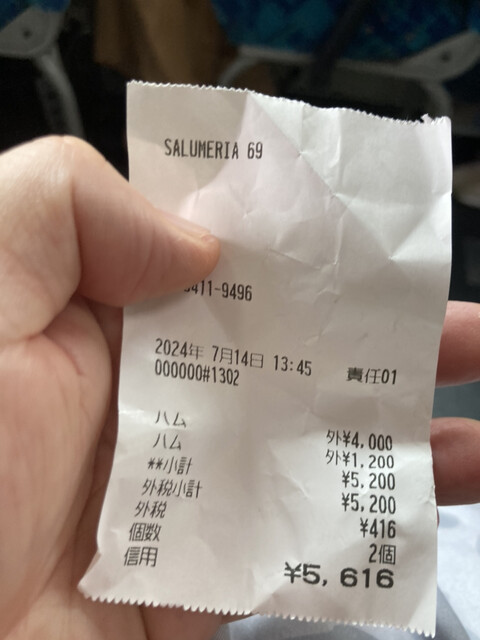 SALUMERIA 69
411-9496
2024年 7月14日 13:45
000000#1302 責任01
ハム 外¥4,000
ハム 外¥1,200
**小計 ¥5,200
外税小計 ¥5,200
外税 ¥416
個数 2個
信用 ¥5,616